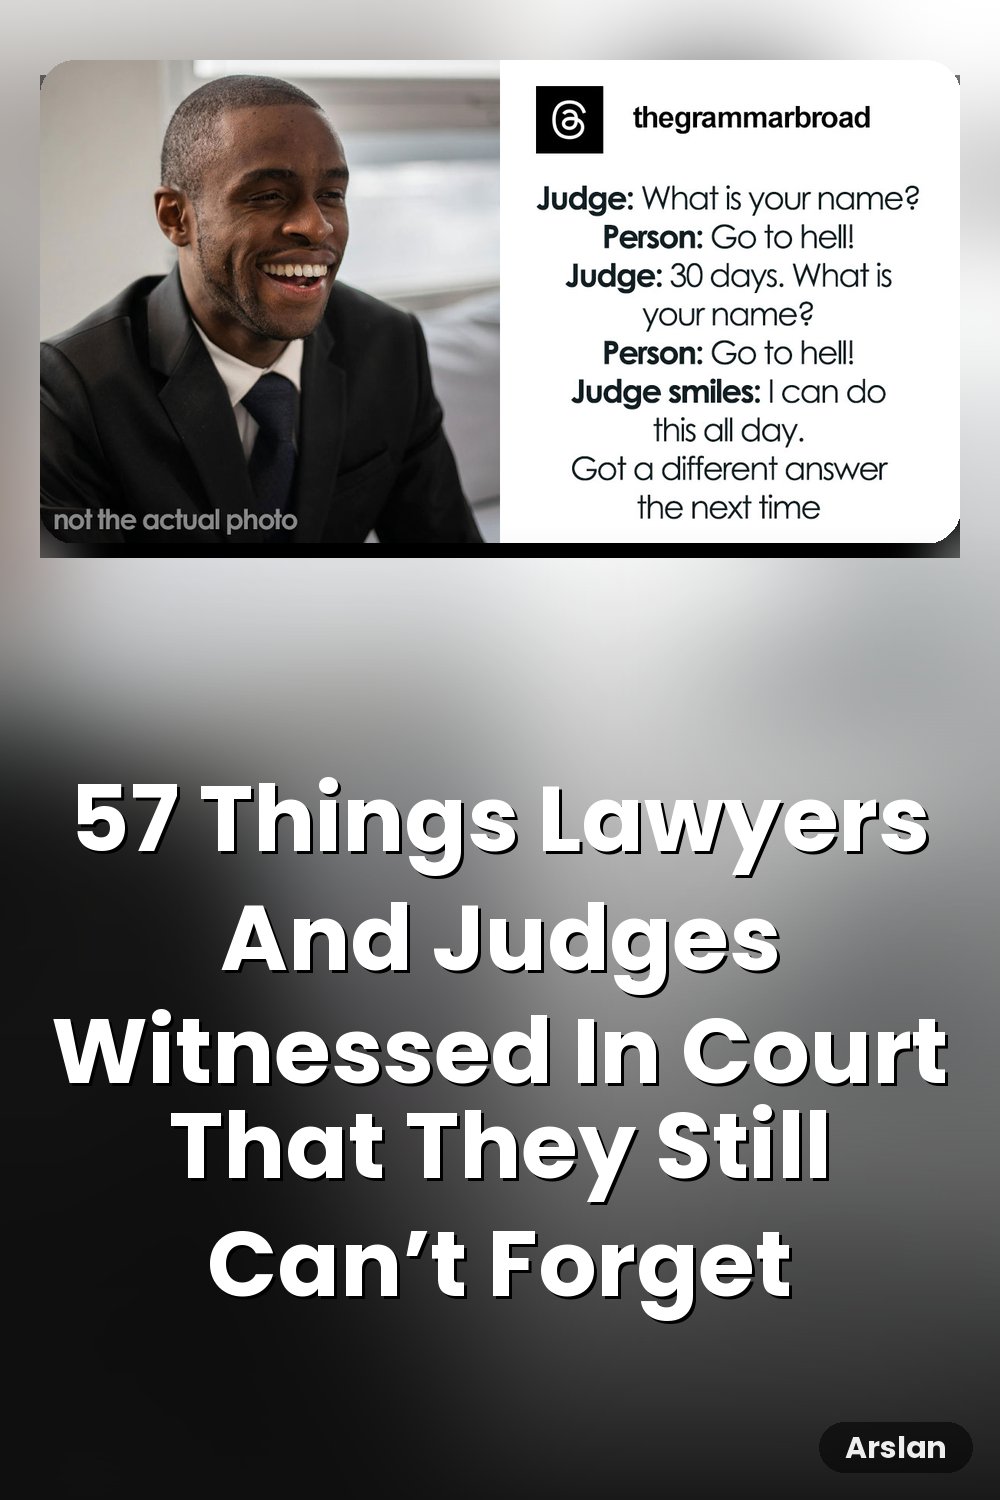 thegrammarbroad
Judge: What is your name?
Person: Go to hell!
Judge: 30 days. What is
your name?
Person: Go to hell!
Judge smiles: I can do
this all day.
Got a different answer
the next time
not the actual photo
57 Things Lawyers
And Judges
Witnessed In Court
That They Still
Can’t Forget
Arslan